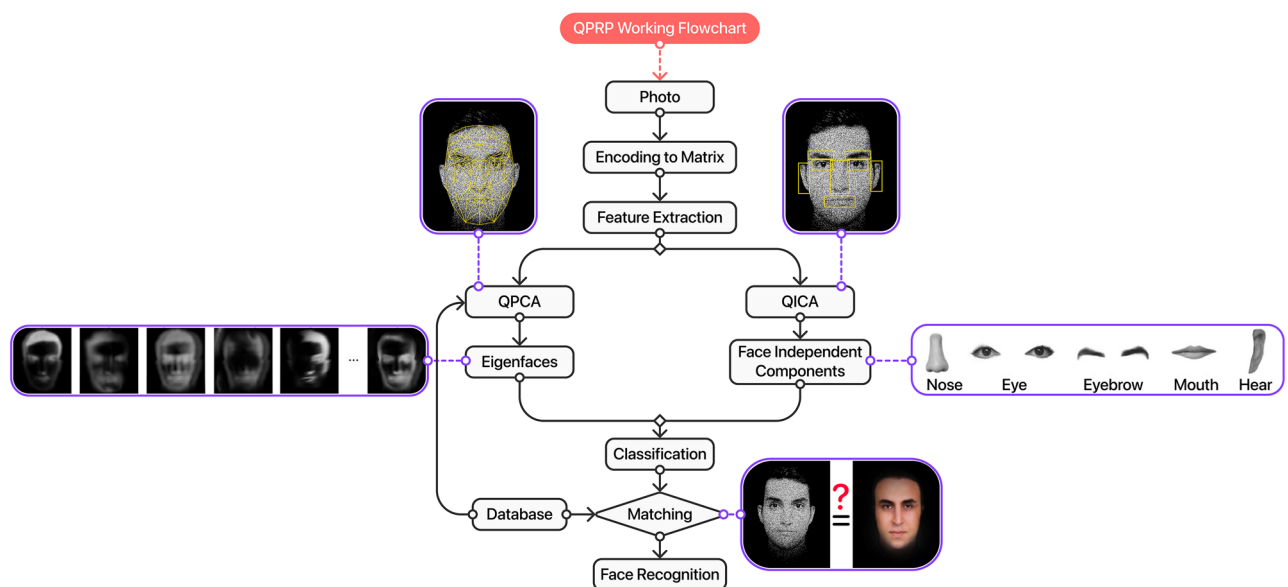 QPRP Working Flowchart
Photo
Encoding to Matrix
Feature Extraction
QPCA
QICA
Eigenfaces
...
Face Independent
Components
Nose
Eye
Eyebrow
Mouth
Hear
Classification
Database
Matching
?
=
Face Recognition